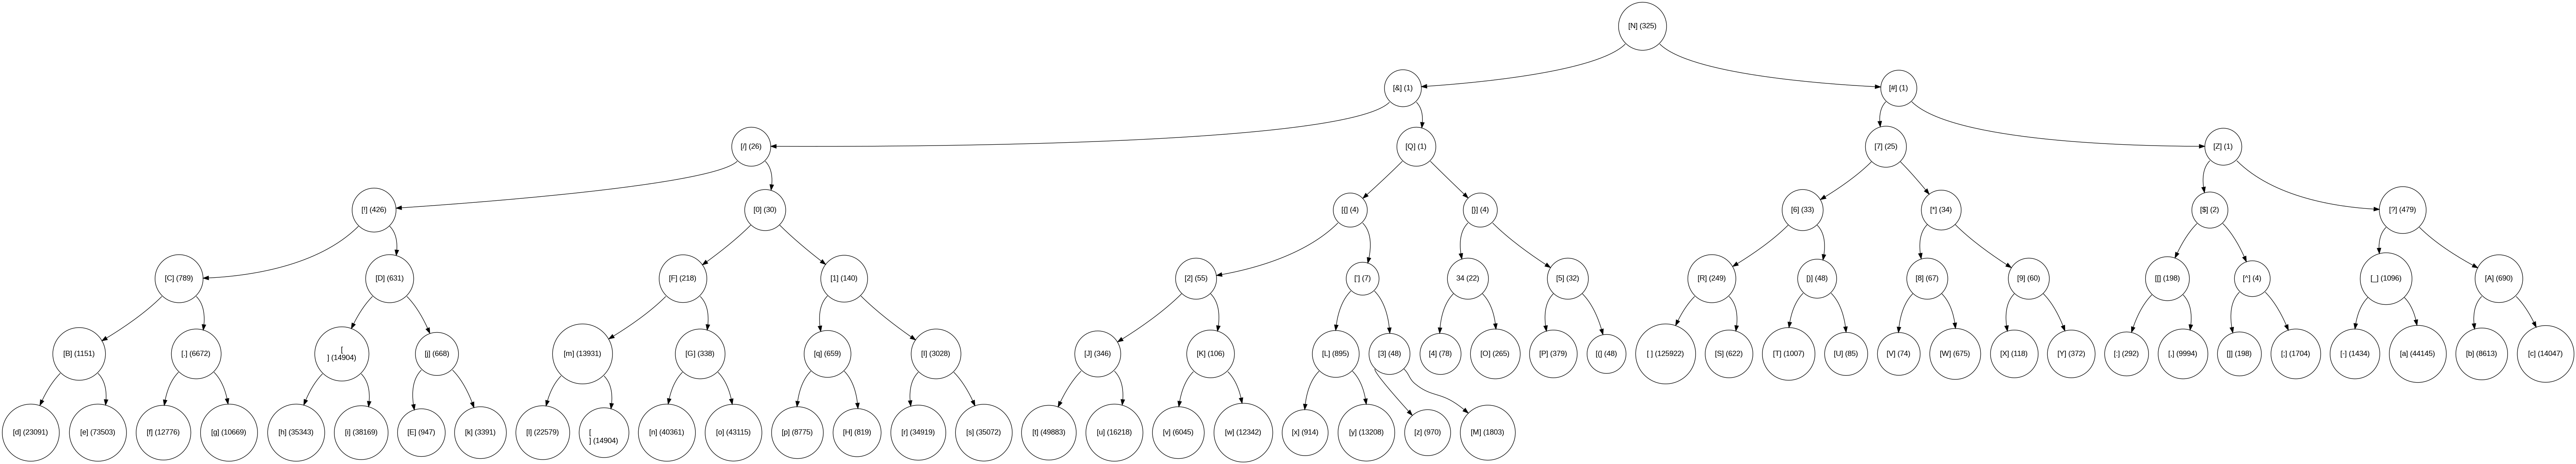 [N] (325)
[&] (1)
[#] (1)
[/] (26)
[Q] (1)
[7] (25)
[Z] (1)
[!] (426)
[0] (30)
[{] (4)
[}] (4)
[6] (33)
[*] (34)
[$] (2)
[?] (479)
[C] (789)
[D] (631)
[F] (218)
[1] (140)
[2] (55)
['] (7)
34 (22)
[5] (32)
[R] (249)
[)] (48)
[8] (67)
[9] (60)
[[] (198)
[^] (4)
[_] (1096)
[A] (690)
[B] (1151)
[.] (6672)
[
] (14904)
[j] (668)
[m] (13931)
[G] (338)
[q] (659)
[I] (3028)
[J] (346)
[K] (106)
[L] (895)
[3] (48)
[4] (78)
[O] (265)
[P] (379)
[(] (48)
[ ] (125922)
[S] (622)
[T] (1007)
[U] (85)
[V] (74)
[W] (675)
[X] (118)
[Y] (372)
[:] (292)
[,] (9994)
[]] (198)
[;] (1704)
[-] (1434)
[a] (44145)
[b] (8613)
[c] (14047)
[d] (23091)
[e] (73503)
[f] (12776)
[g] (10669)
[h] (35343)
[i] (38169)
[E] (947)
[k] (3391)
[l] (22579)
[
] (14904)
[n] (40361)
[o] (43115)
[p] (8775)
[H] (819)
[r] (34919)
[s] (35072)
[t] (49883)
[u] (16218)
[v] (6045)
[w] (12342)
[x] (914)
[y] (13208)
[z] (970)
[M] (1803)